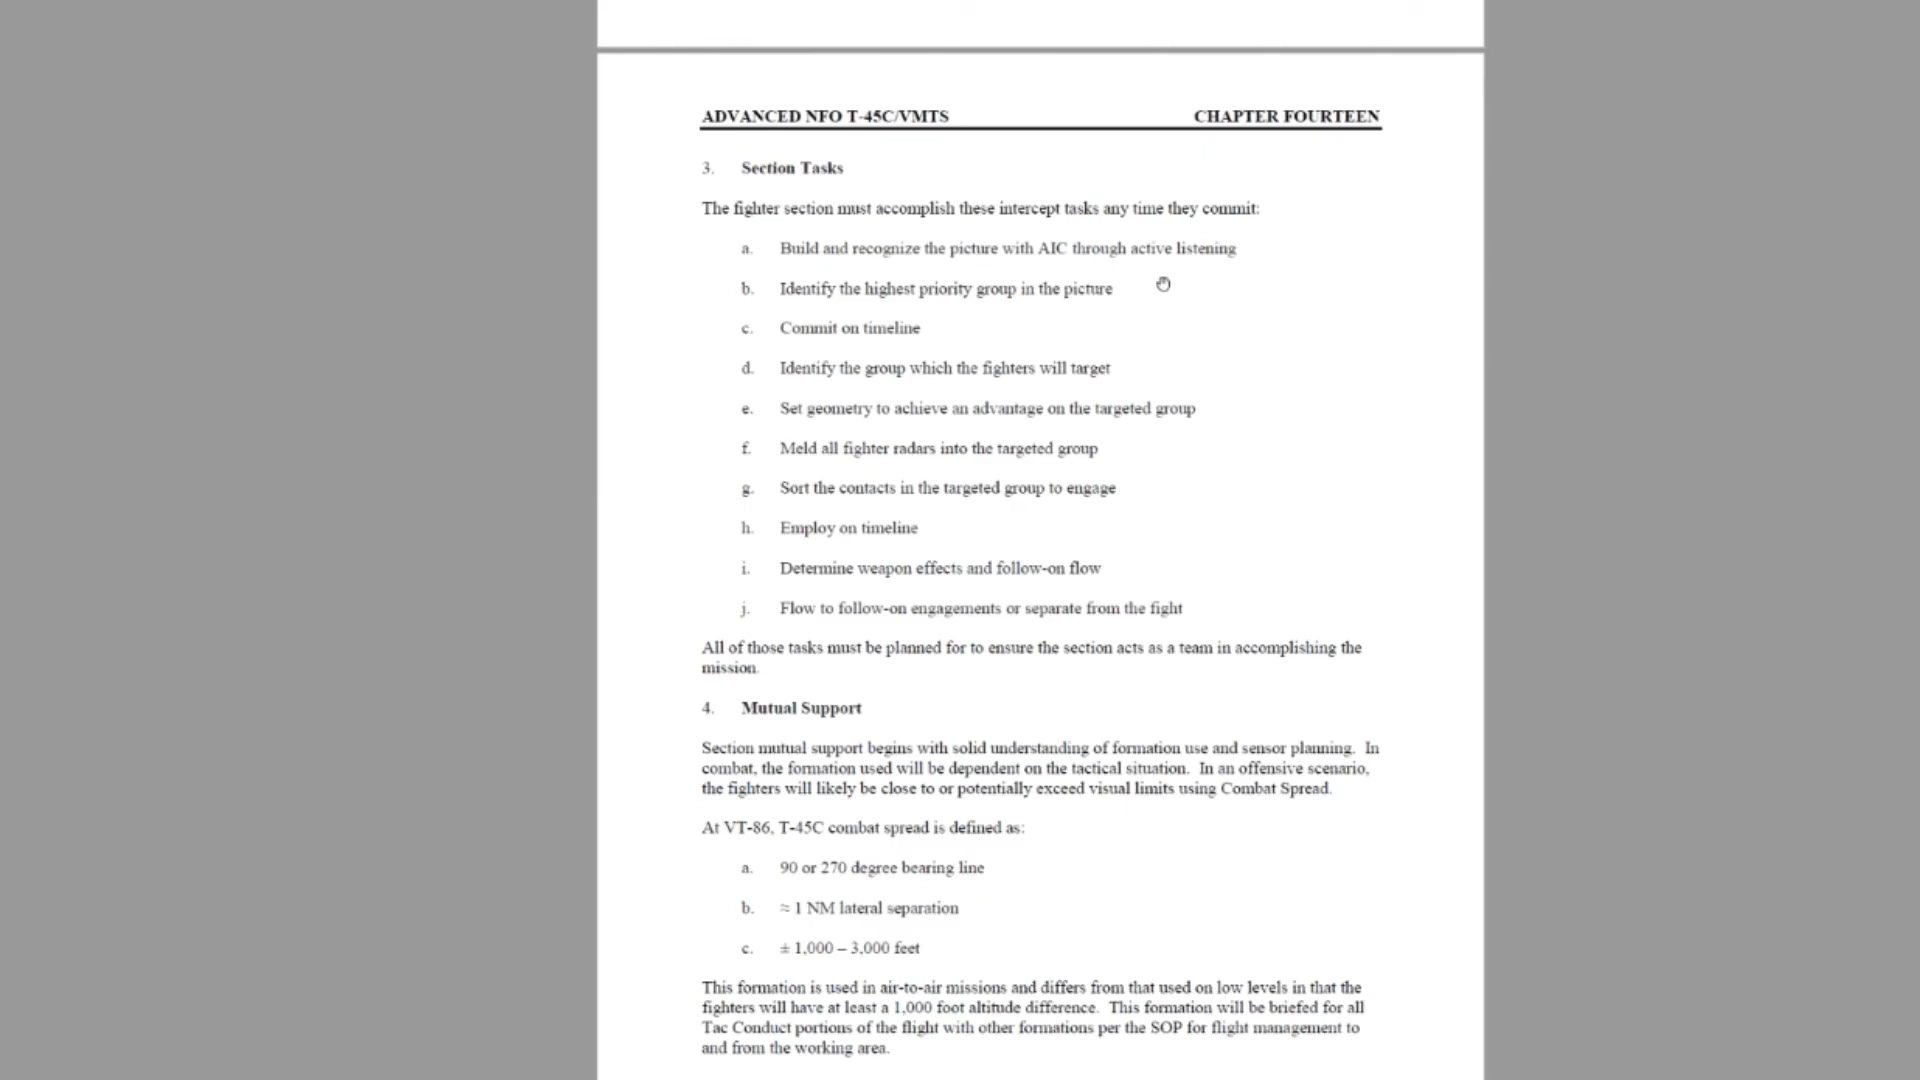 ADVANCED NFO T-45C/VMTS CHAPTER FOURTEEN
3. Section Tasks
The fighter section must accomplish these intercept tasks any time they commit:
a. Build and recognize the picture with AIC through active listening
b. Identify the highest priority group in the picture
c. Commit on timeline
d. Identify the group which the fighters will target
e. Set geometry to achieve an advantage on the targeted group
f. Meld all fighter radars into the targeted group
g. Sort the contacts in the targeted group to engage
h. Employ on timeline
i. Determine weapon effects and follow-on flow
j. Flow to follow-on engagements or separate from the fight
All of those tasks must be planned for to ensure the section acts as a team in accomplishing the
mission.
4. Mutual Support
Section mutual support begins with solid understanding of formation use and sensor planning. In
combat, the formation used will be dependent on the tactical situation. In an offensive scenario,
the fighters will likely be close to or potentially exceed visual limits using Combat Spread.
At VT-86, T-45C combat spread is defined as:
a. 90 or 270 degree bearing line
b. ≈ 1 NM lateral separation
c. ± 1,000 – 3,000 feet
This formation is used in air-to-air missions and differs from that used on low levels in that the
fighters will have at least a 1,000 foot altitude difference. This formation will be briefed for all
Tac Conduct portions of the flight with other formations per the SOP for flight management to
and from the working area.